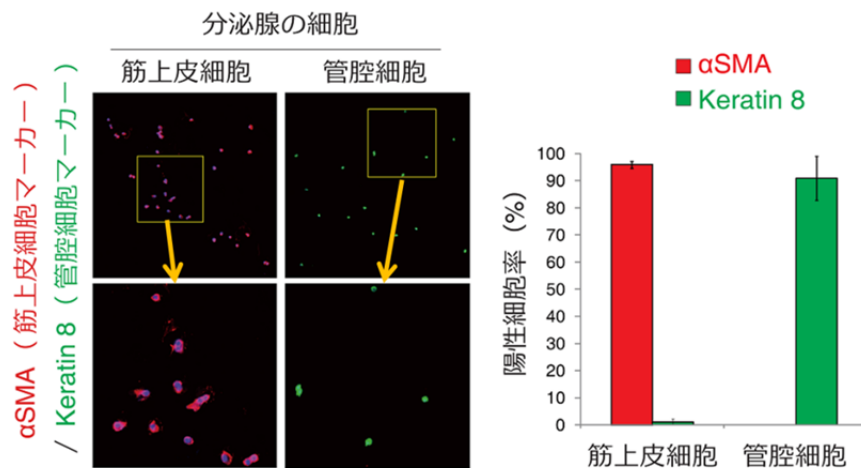 分泌腺の細胞
筋上皮細胞
管腔細胞
αSMA（筋上皮細胞マーカー）
/ Keratin 8（管腔細胞マーカー）
αSMA
Keratin 8
陽性細胞率（%）
100
90
80
70
60
50
40
30
20
10
0
筋上皮細胞
管腔細胞